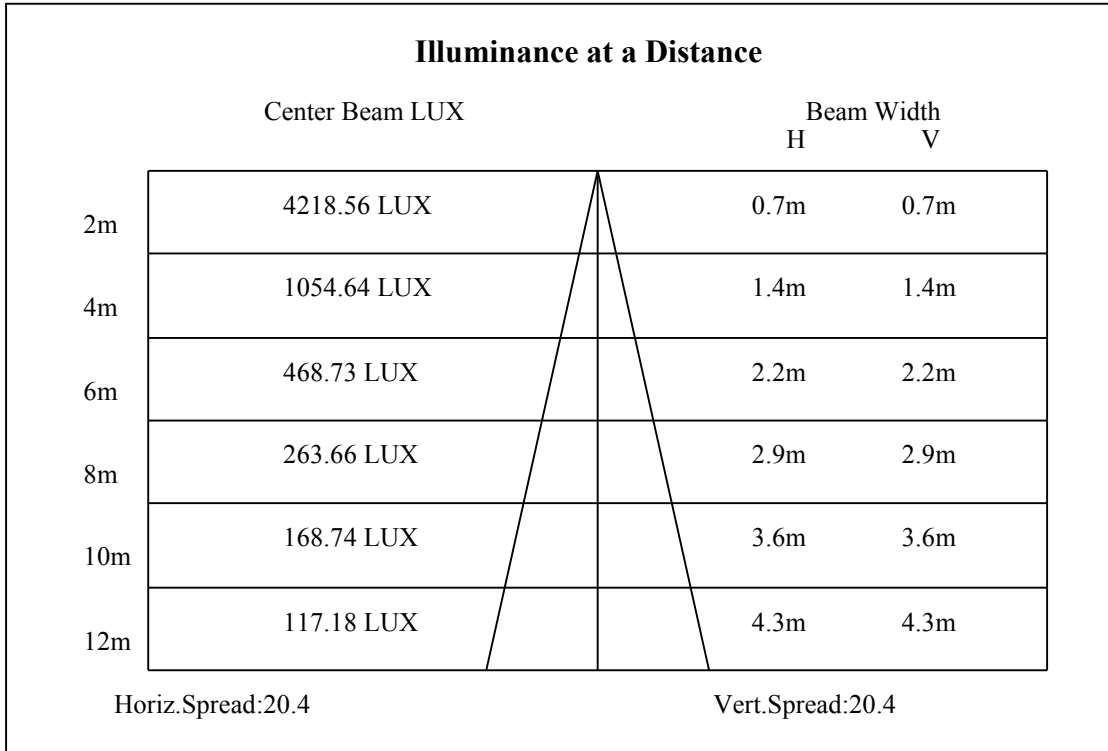 Illuminance at a Distance
Center Beam LUX Beam Width
H V
2m 4218.56 LUX 0.7m 0.7m
4m 1054.64 LUX 1.4m 1.4m
6m 468.73 LUX 2.2m 2.2m
8m 263.66 LUX 2.9m 2.9m
10m 168.74 LUX 3.6m 3.6m
12m 117.18 LUX 4.3m 4.3m
Horiz.Spread:20.4 Vert.Spread:20.4